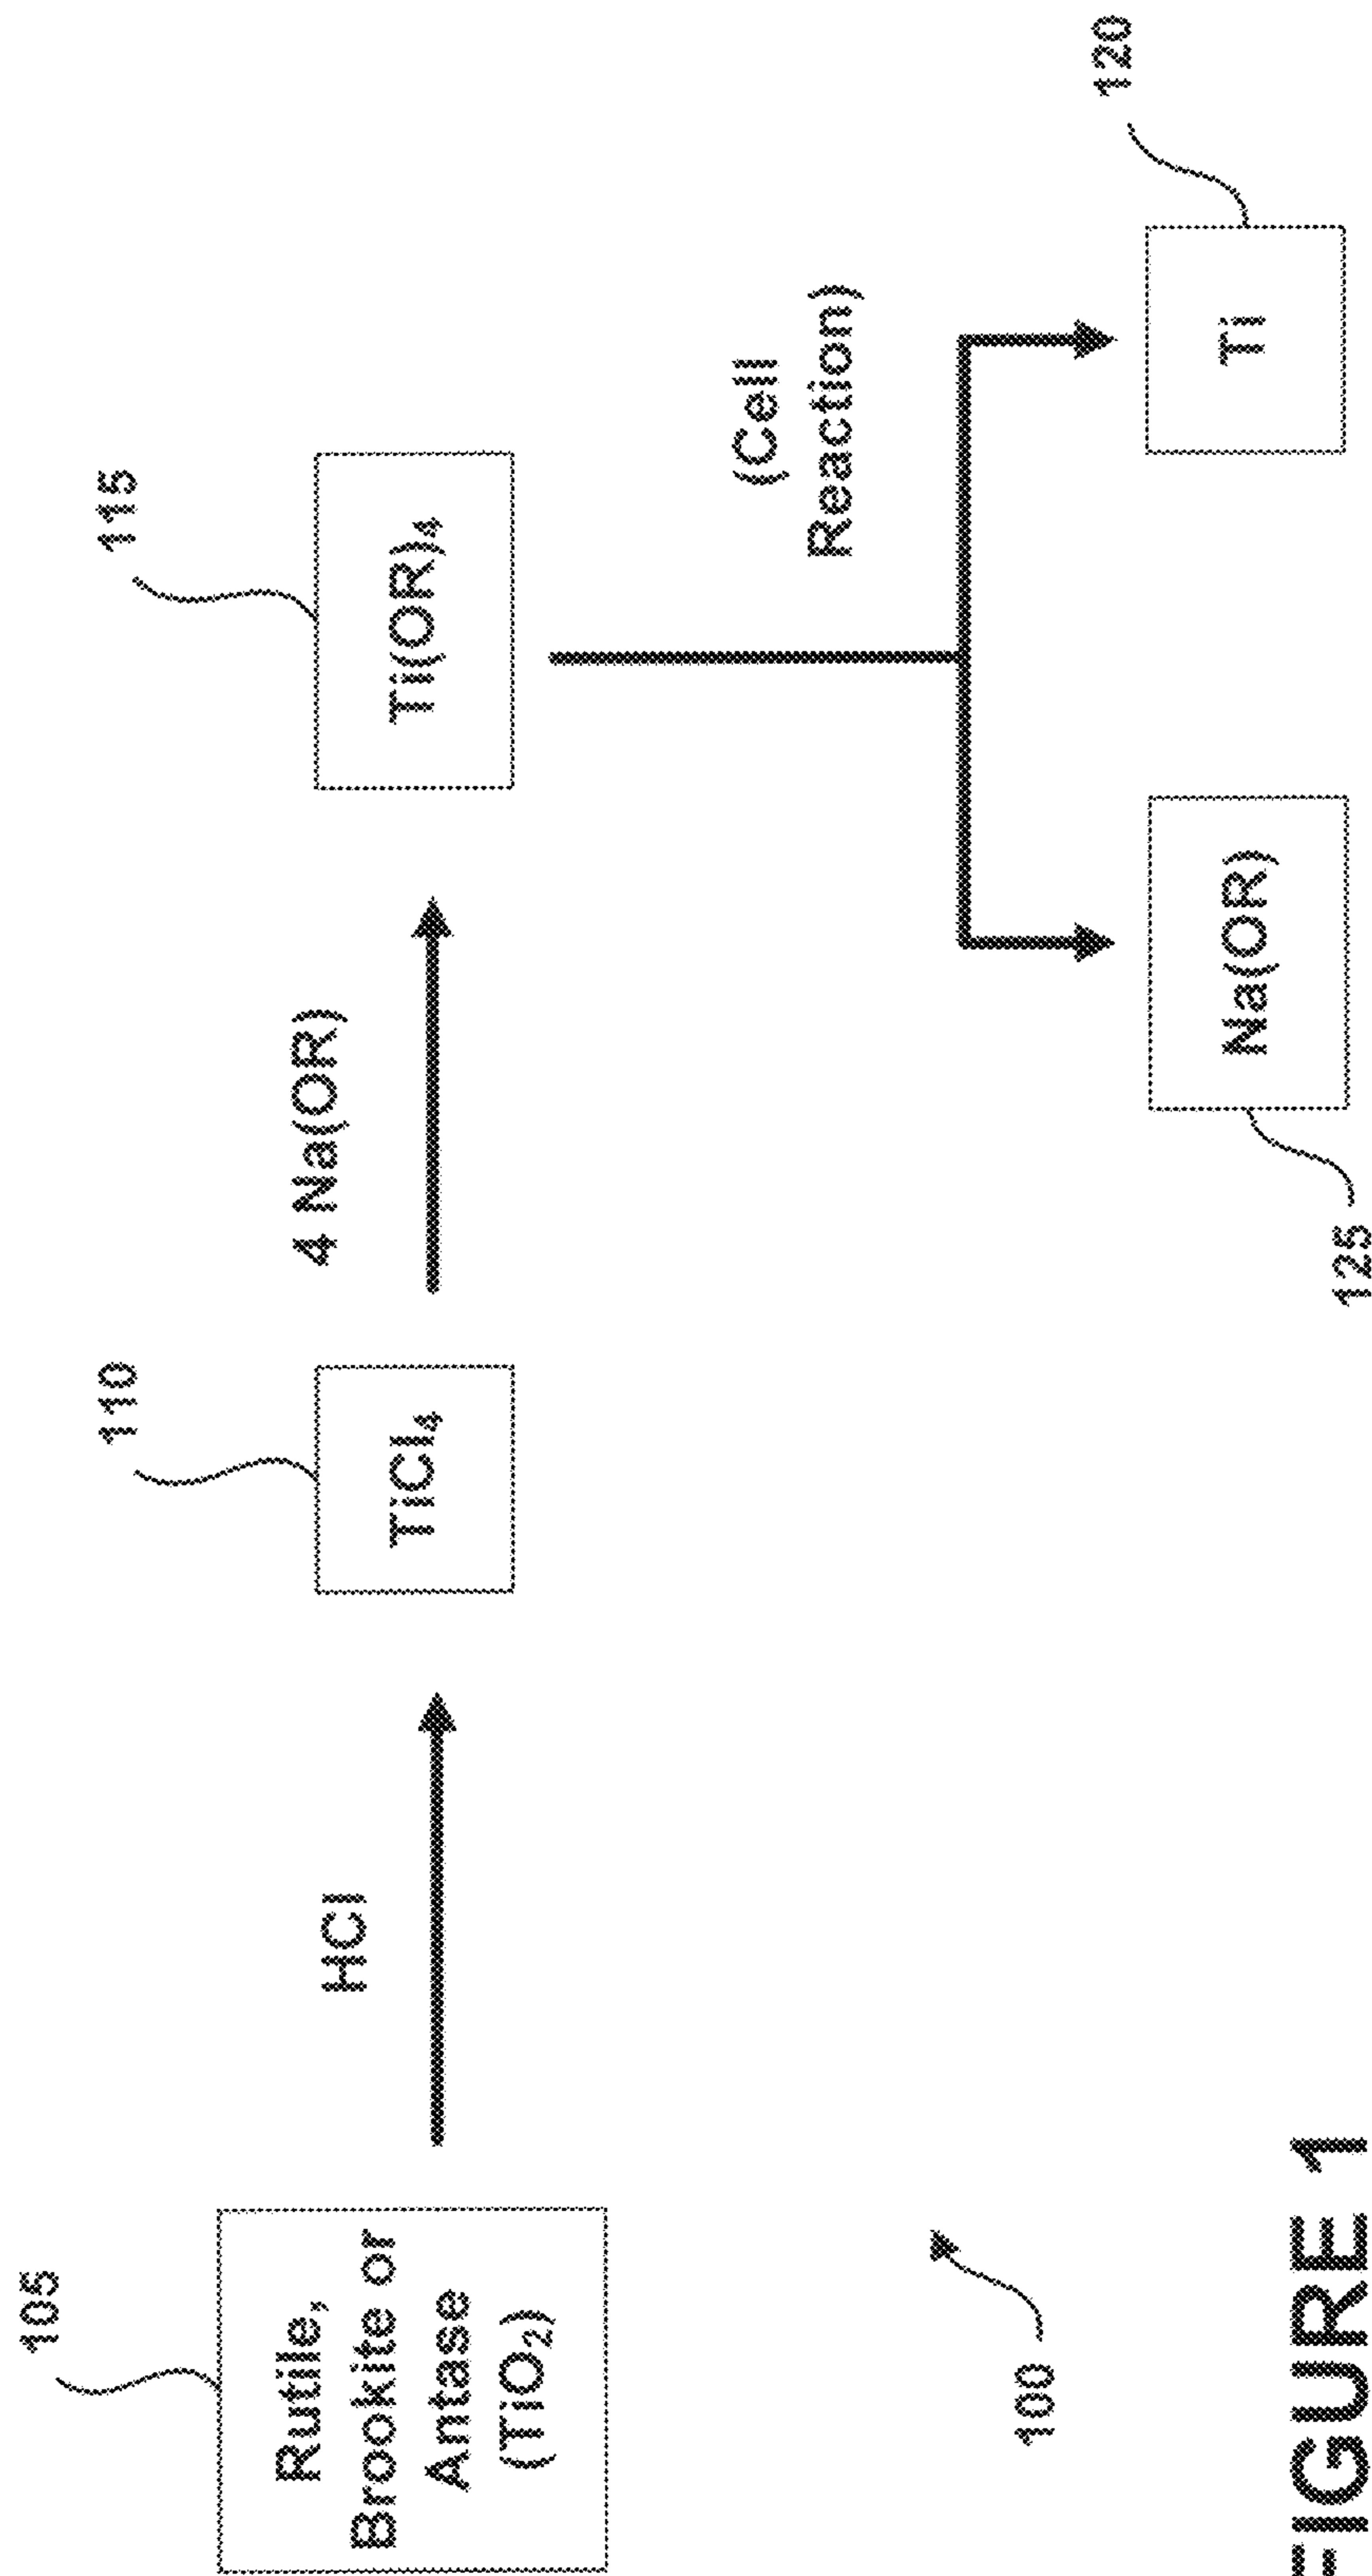 105
Rutile,
Brookite or
Antase
(TiO₂)
HCl
110
TiCl₄
4 Na(OR)
115
Ti(OR)₄
(Cell
Reaction)
125
Na(OR)
120
Ti
100
FIGURE 1